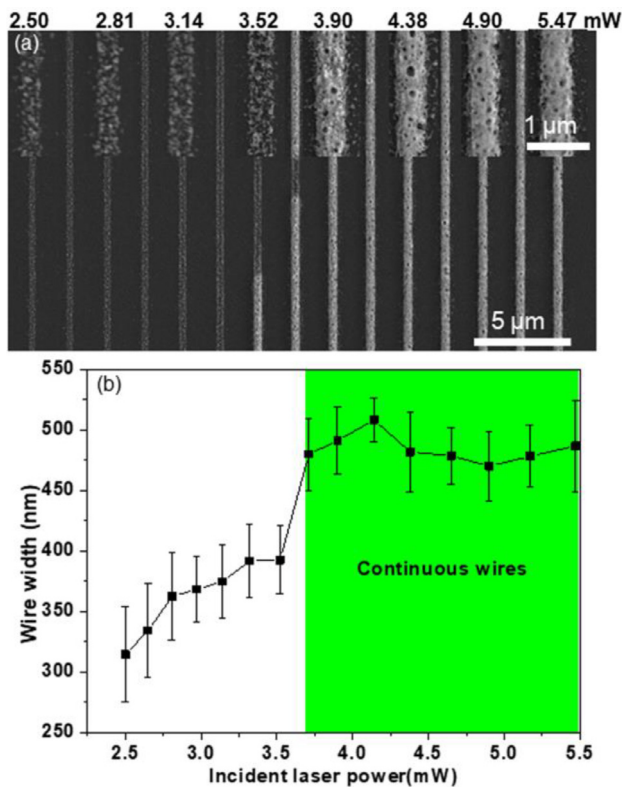 2.50 2.81 3.14 3.52 3.90 4.38 4.90 5.47 mW
(a)
1 μm
5 μm
(b)
550
500
450
400
350
300
250
Wire width (nm)
Continuous wires
2.5 3.0 3.5 4.0 4.5 5.0 5.5
Incident laser power(mW)